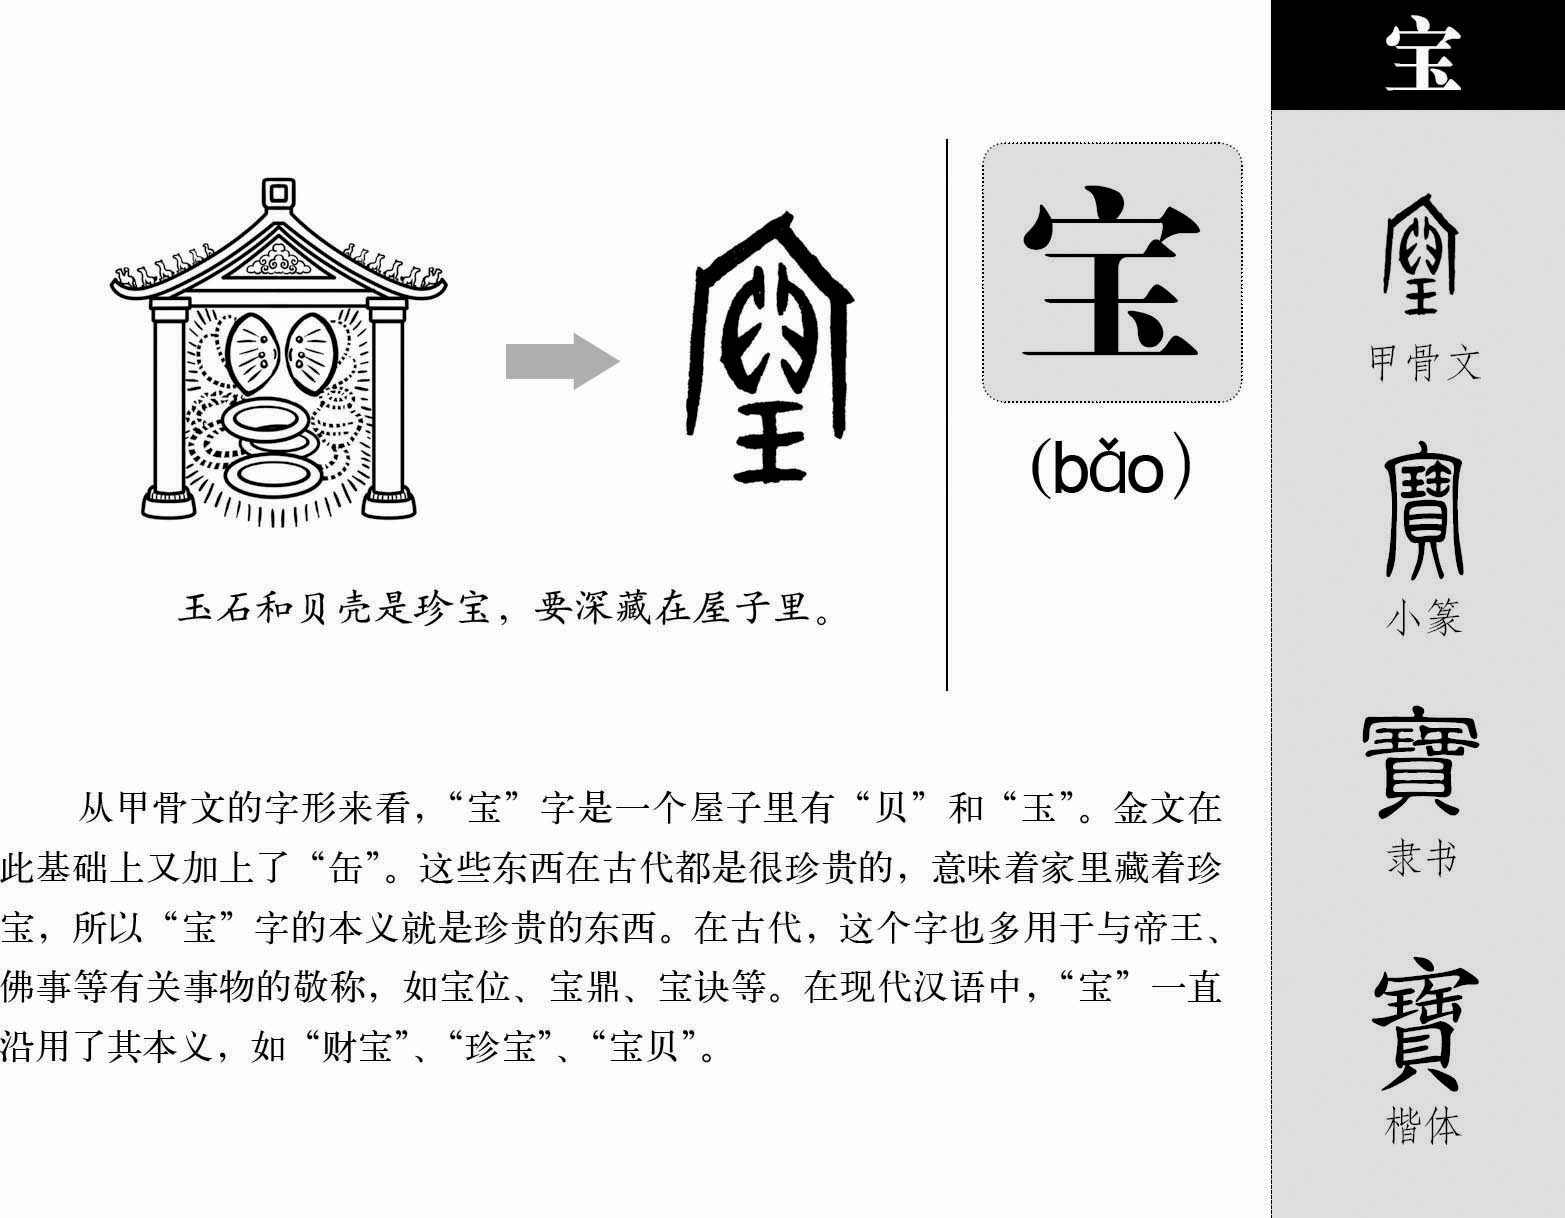 宝
宝
(bǎo)
玉石和贝壳是珍宝，要深藏在屋子里。
从甲骨文的字形来看，“宝”字是一个屋子里有“贝”和“玉”。金文在
此基础上又加上了“缶”。这些东西在古代都是很珍贵的，意味着家里藏着珍
宝，所以“宝”字的本义就是珍贵的东西。在古代，这个字也多用于与帝王、
佛事等有关事物的敬称，如宝位、宝鼎、宝诀等。在现代汉语中，“宝”一直
沿用了其本义，如“财宝”、“珍宝”、“宝贝”。
甲骨文
寶
小篆
寶
隶书
寶
楷体